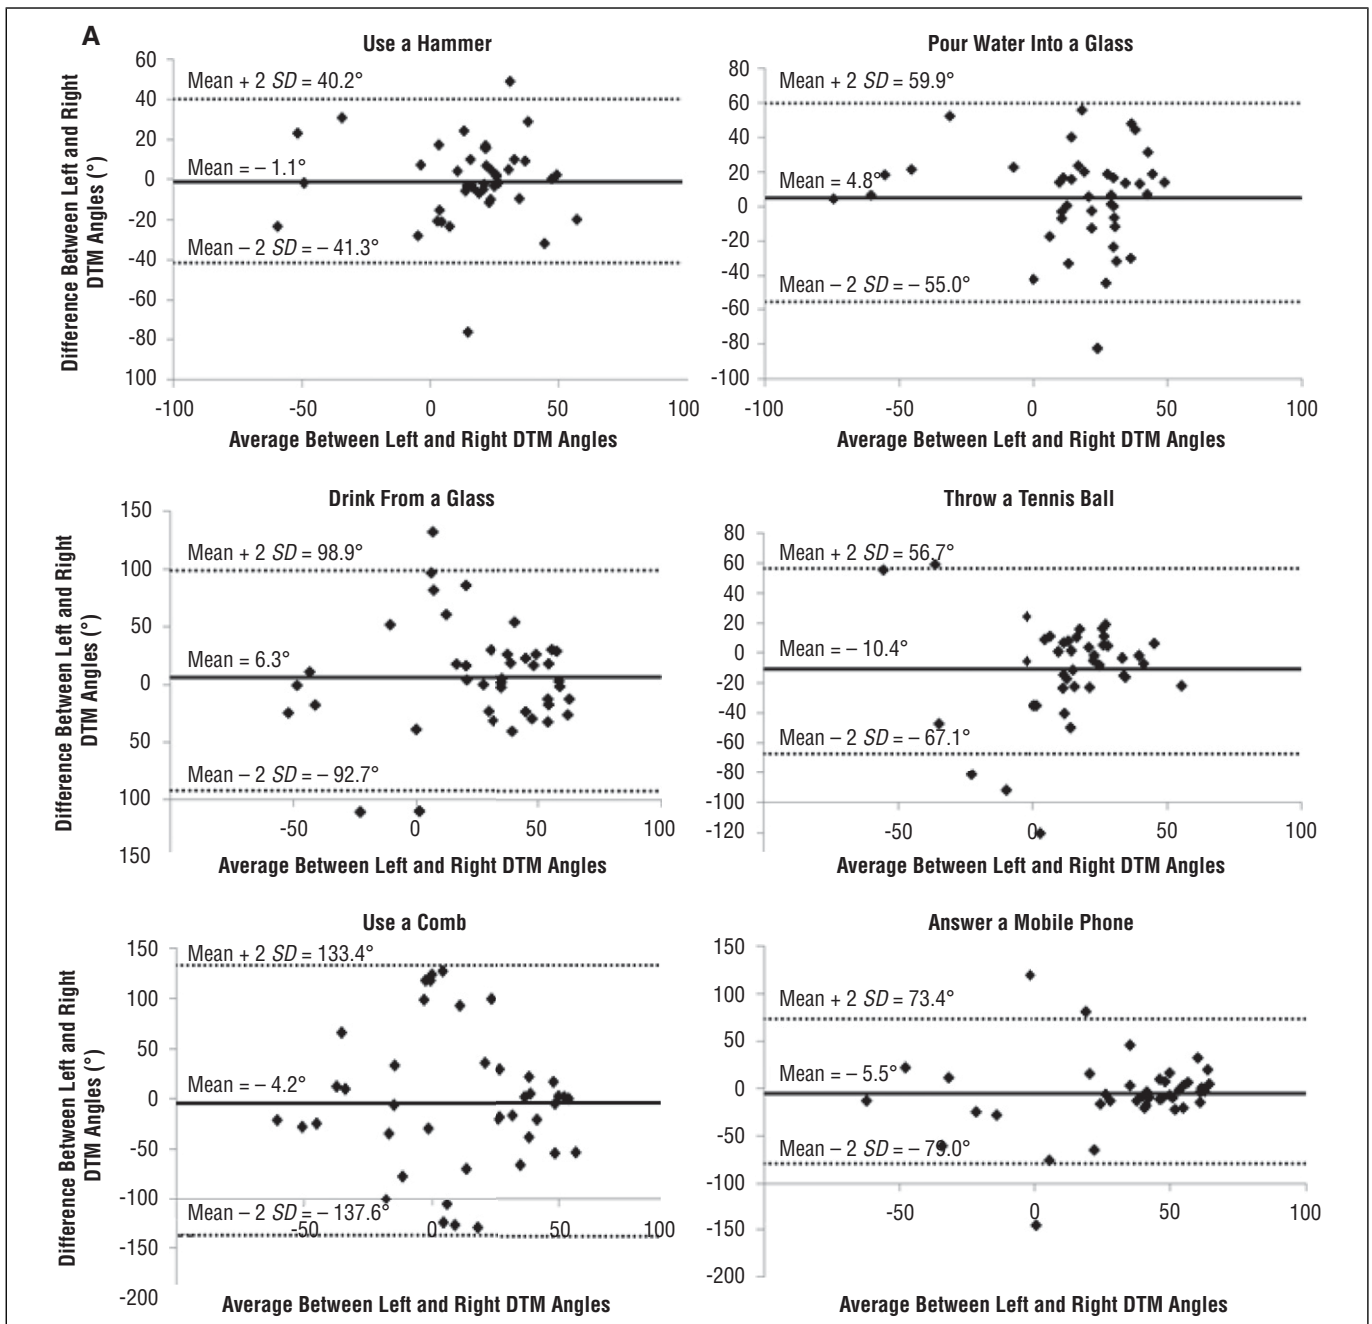 A
Use a Hammer
Difference Between Left and Right
DTM Angles (°)
60
40
20
0
-20
-40
-60
-80
100
Mean + 2 SD = 40.2°
Mean = – 1.1°
Mean – 2 SD = – 41.3°
-100 -50 0 50 100
Average Between Left and Right DTM Angles
Pour Water Into a Glass
80
60
40
20
0
-20
-40
-60
-80
-100
Mean + 2 SD = 59.9°
Mean = 4.8°
Mean – 2 SD = – 55.0°
-100 -50 0 50 100
Average Between Left and Right DTM Angles
Drink From a Glass
Difference Between Left and Right
DTM Angles (°)
150
100
50
0
50
100
150
Mean + 2 SD = 98.9°
Mean = 6.3°
Mean – 2 SD = – 92.7°
-50 0 50 100
Average Between Left and Right DTM Angles
Throw a Tennis Ball
80
60
40
20
0
-20
-40
-60
-80
-100
-120
Mean + 2 SD = 56.7°
Mean = – 10.4°
Mean – 2 SD = – 67.1°
-50 0 50 100
Average Between Left and Right DTM Angles
Use a Comb
Difference Between Left and Right
DTM Angles (°)
150
100
50
0
-50
-100
-150
-200
Mean + 2 SD = 133.4°
Mean = – 4.2°
Mean – 2 SD = – 137.6°
-50 0 50 100
Average Between Left and Right DTM Angles
Answer a Mobile Phone
150
100
50
0
-50
-100
-150
-200
Mean + 2 SD = 73.4°
Mean = – 5.5°
Mean – 2 SD = – 79.0°
-50 0 50 100
Average Between Left and Right DTM Angles